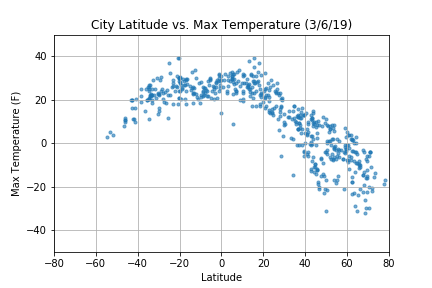 City Latitude vs. Max Temperature (3/6/19)
Max Temperature (F)
40
20
0
−20
−40
−80 −60 −40 −20 0 20 40 60 80
Latitude